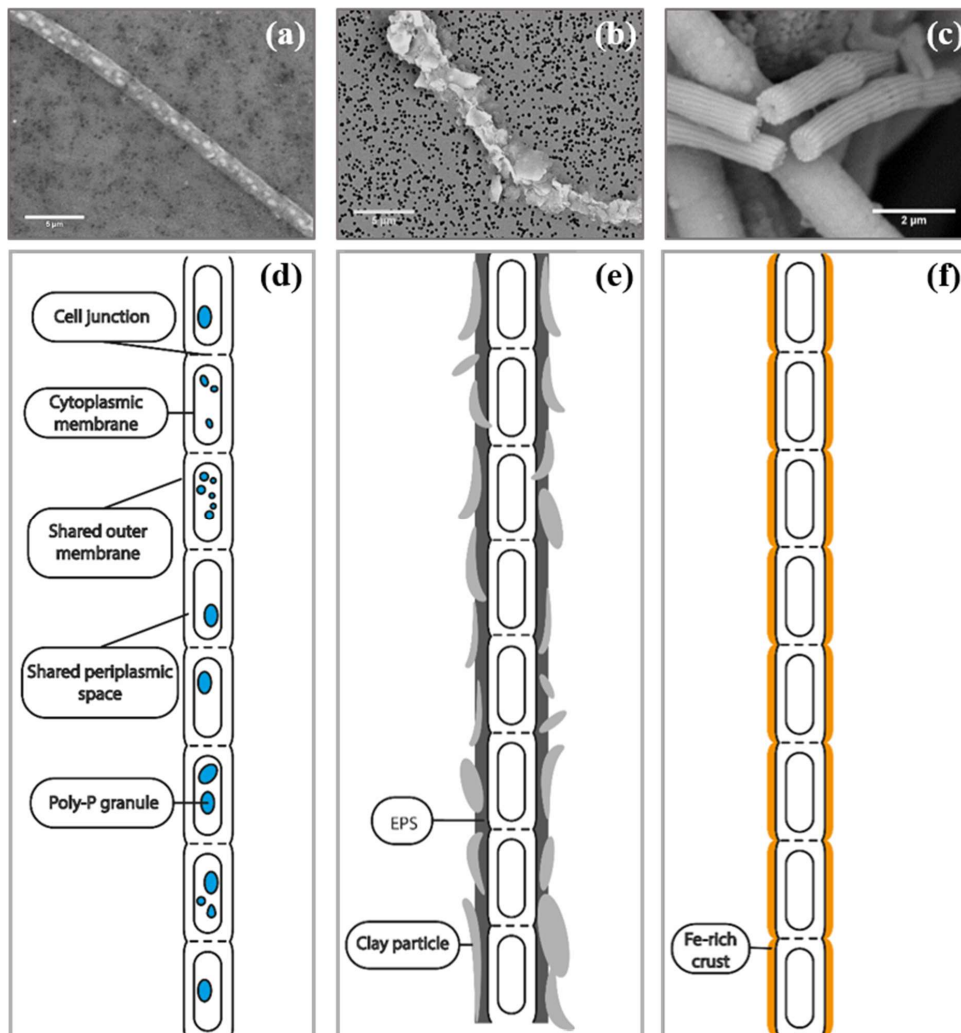 (a)
(b)
(c)
5 µm
5 µm
2 µm
(d)
(e)
(f)
Cell junction
Cytoplasmic
membrane
Shared outer
membrane
Shared periplasmic
space
Poly-P granule
EPS
Clay particle
Fe-rich
crust